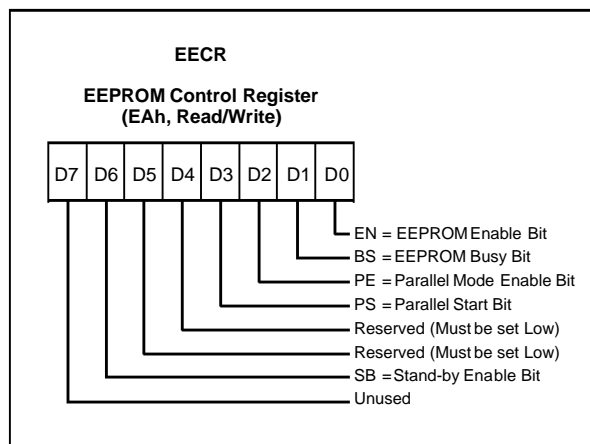 EECR
EEPROM Control Register
(EAh, Read/Write)
D7 D6 D5 D4 D3 D2 D1 D0
EN = EEPROM Enable Bit
BS = EEPROM Busy Bit
PE = Parallel Mode Enable Bit
PS = Parallel Start Bit
Reserved (Must be set Low)
Reserved (Must be set Low)
SB = Stand-by Enable Bit
Unused